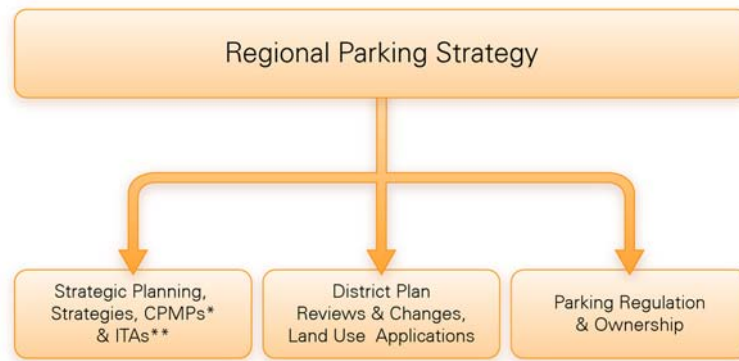 Regional Parking Strategy
Strategic Planning,
Strategies, CPMPs*
& ITAs**
District Plan
Reviews & Changes,
Land Use Applications
Parking Regulation
& Ownership